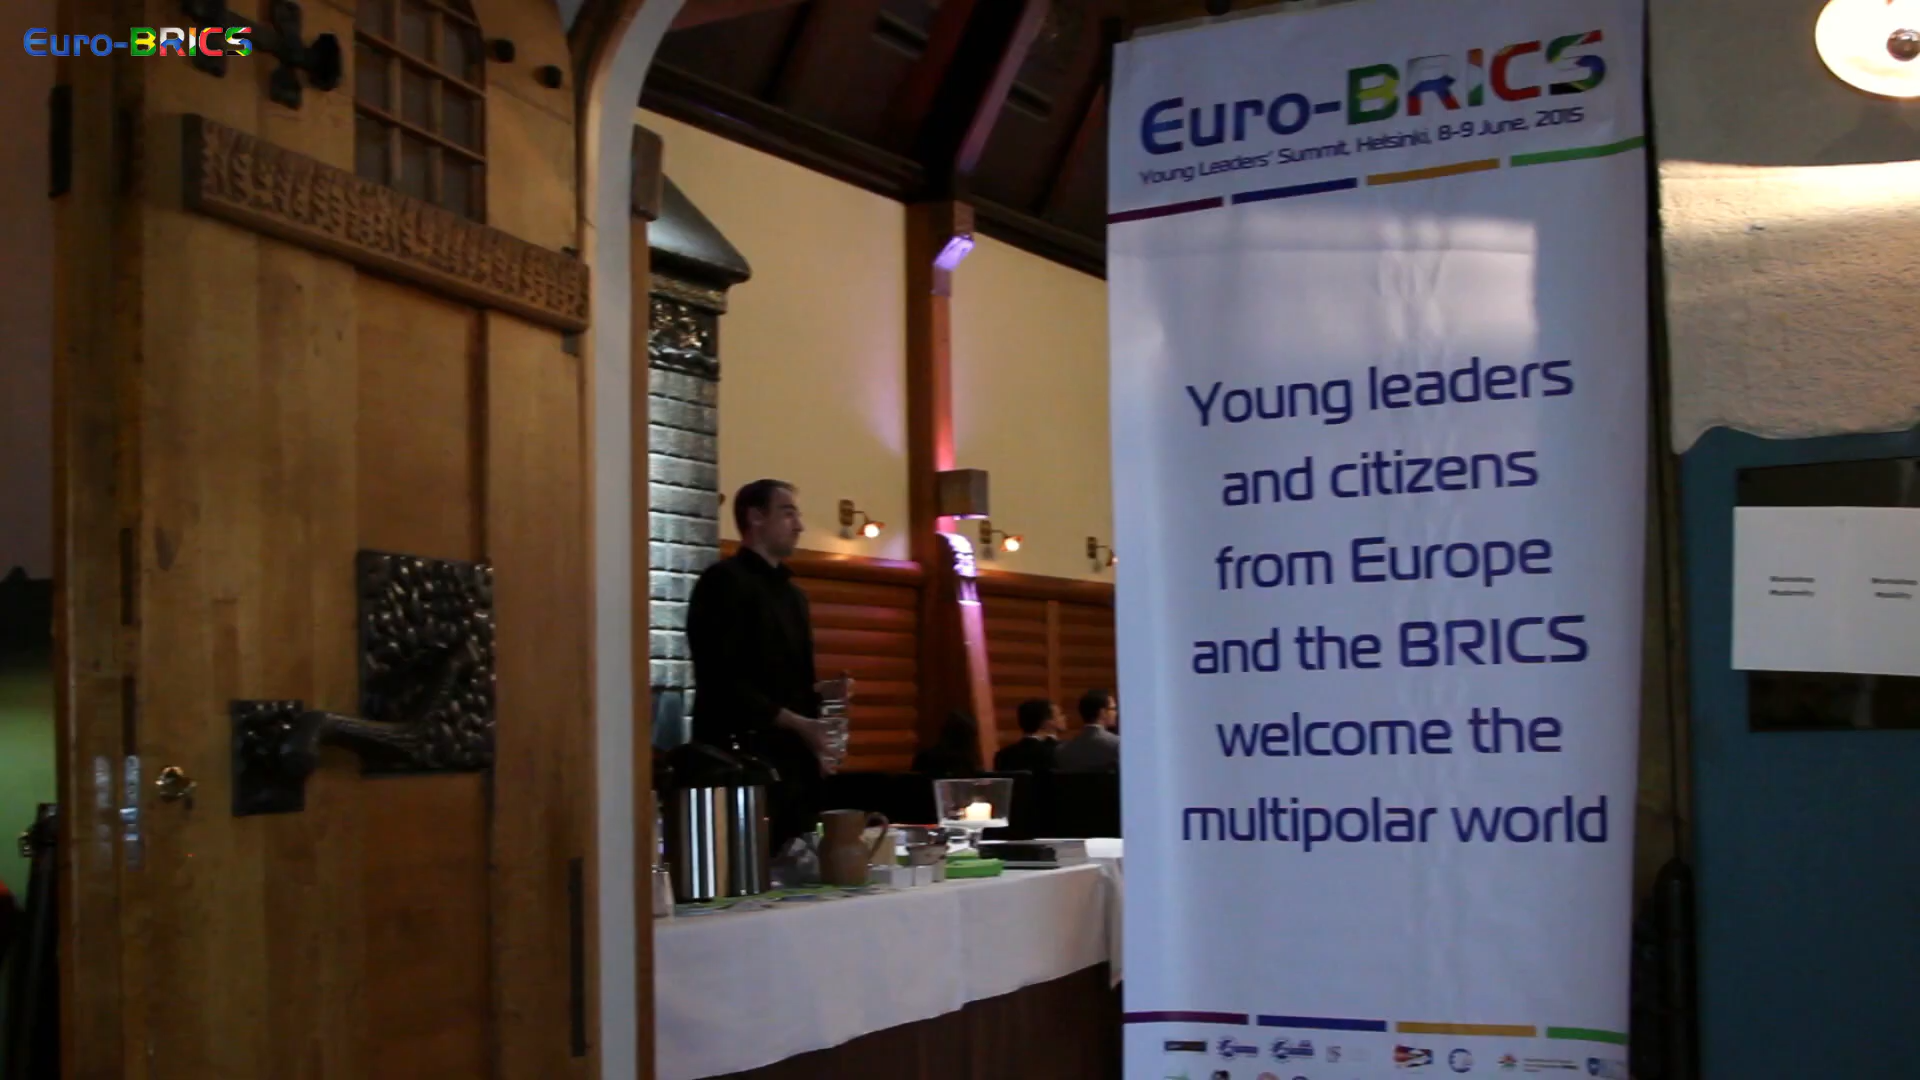 Euro-BRICS
Euro-BRICS
Young Leaders' Summit, Helsinki, 8-9 June, 2015
Young leaders
and citizens
from Europe
and the BRICS
welcome the
multipolar world